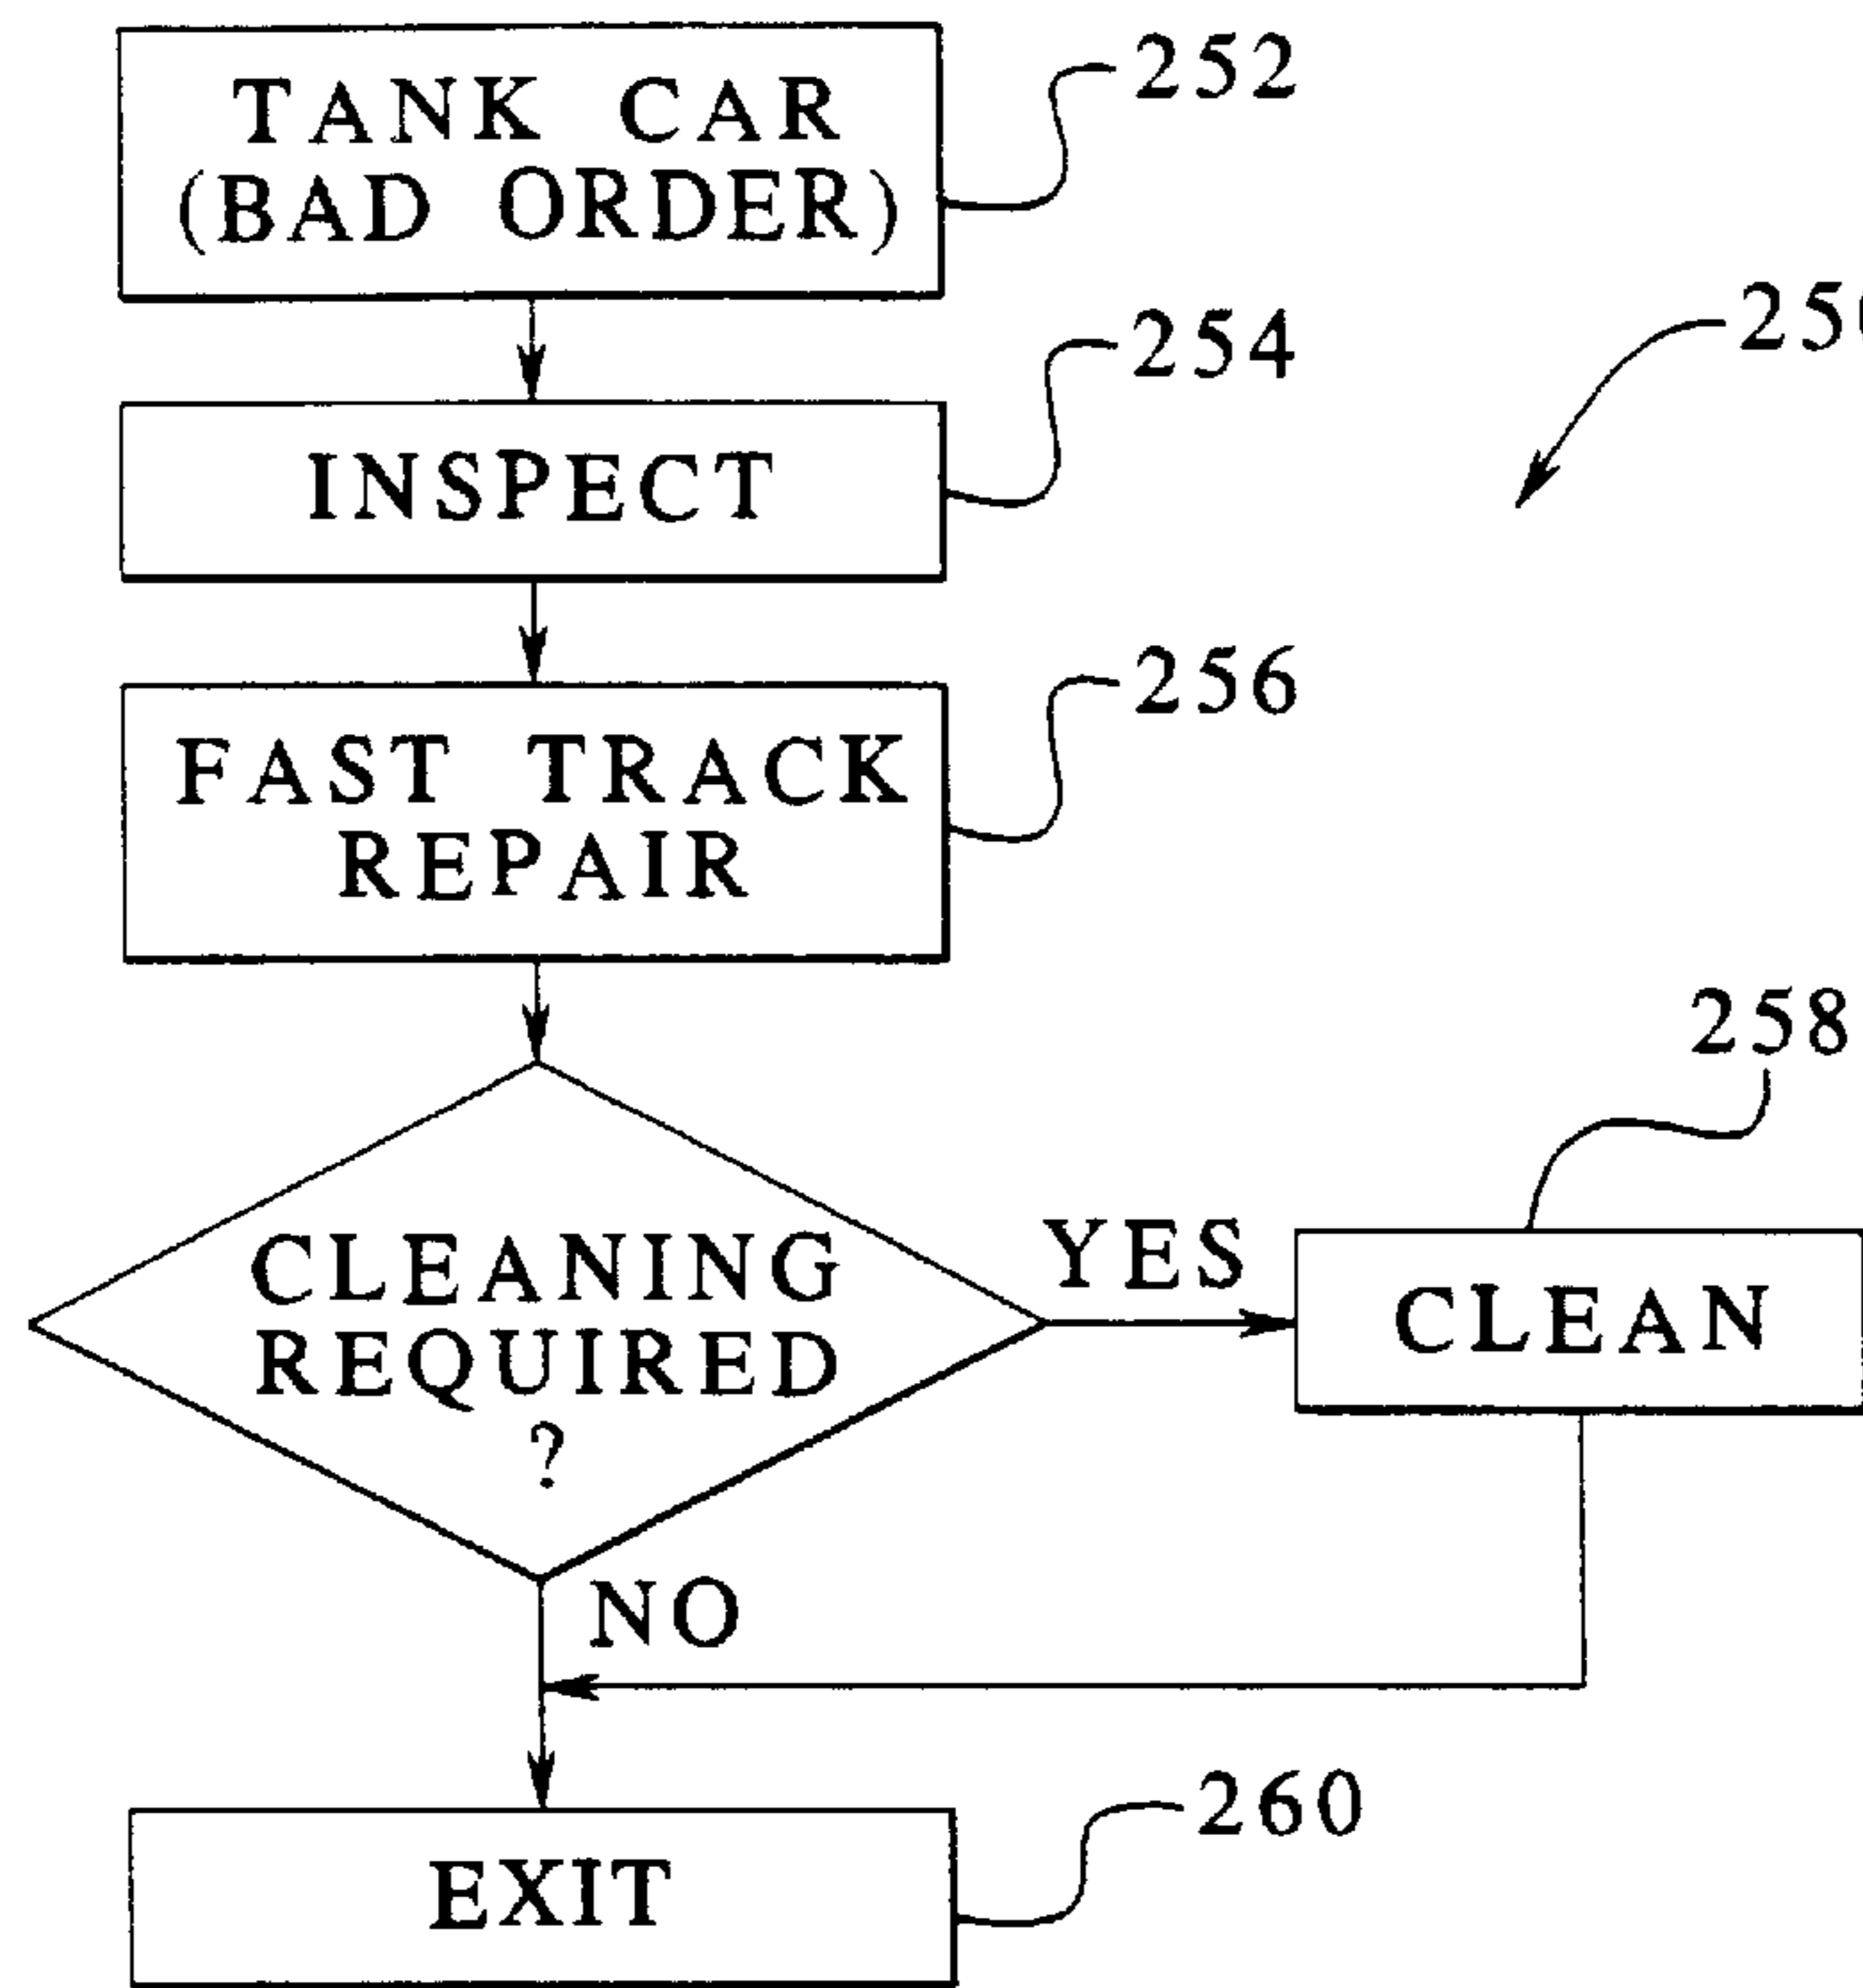 TANK CAR
(BAD ORDER)
252
INSPECT
254
250
FAST TRACK
REPAIR
256
CLEANING
REQUIRED
?
YES
258
CLEAN
NO
EXIT
260